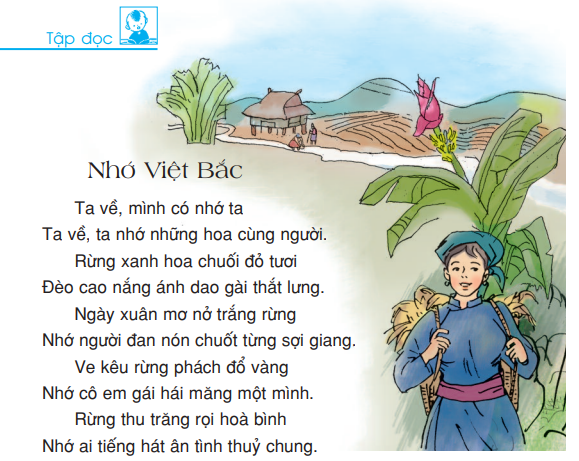 Tập đọc
Nhớ Việt Bắc
Ta về, mình có nhớ ta
Ta về, ta nhớ những hoa cùng người.
Rừng xanh hoa chuối đỏ tươi
Đèo cao nắng ánh dao gài thắt lưng.
Ngày xuân mơ nở trắng rừng
Nhớ người đan nón chuốt từng sợi giang.
Ve kêu rừng phách đổ vàng
Nhớ cô em gái hái măng một mình.
Rừng thu trăng rọi hoà bình
Nhớ ai tiếng hát ân tình thuỷ chung.